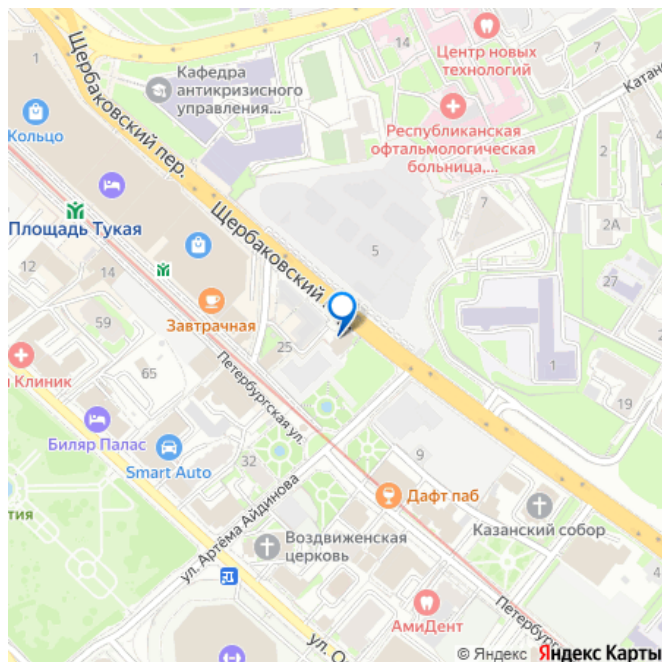 1
Щербаковский пер.
Кафедра
антикризисного
управления...
14
Центр новых
технологий
7
Республиканская
офтальмологическая
больница,...
2
7
2А
Кольцо
Площадь Тукая
Щербаковский
5
12
14
27
59
Завтрачная
25
1
65
Клиник
Петербургская ул.
19
Биляр Палас
Smart Auto
32
9
Дафт паб
Казанский собор
ул. Артёма Айдинова
Воздвиженская
церковь
4
АмиДент
ул. О
© Яндекс Яндекс Карты